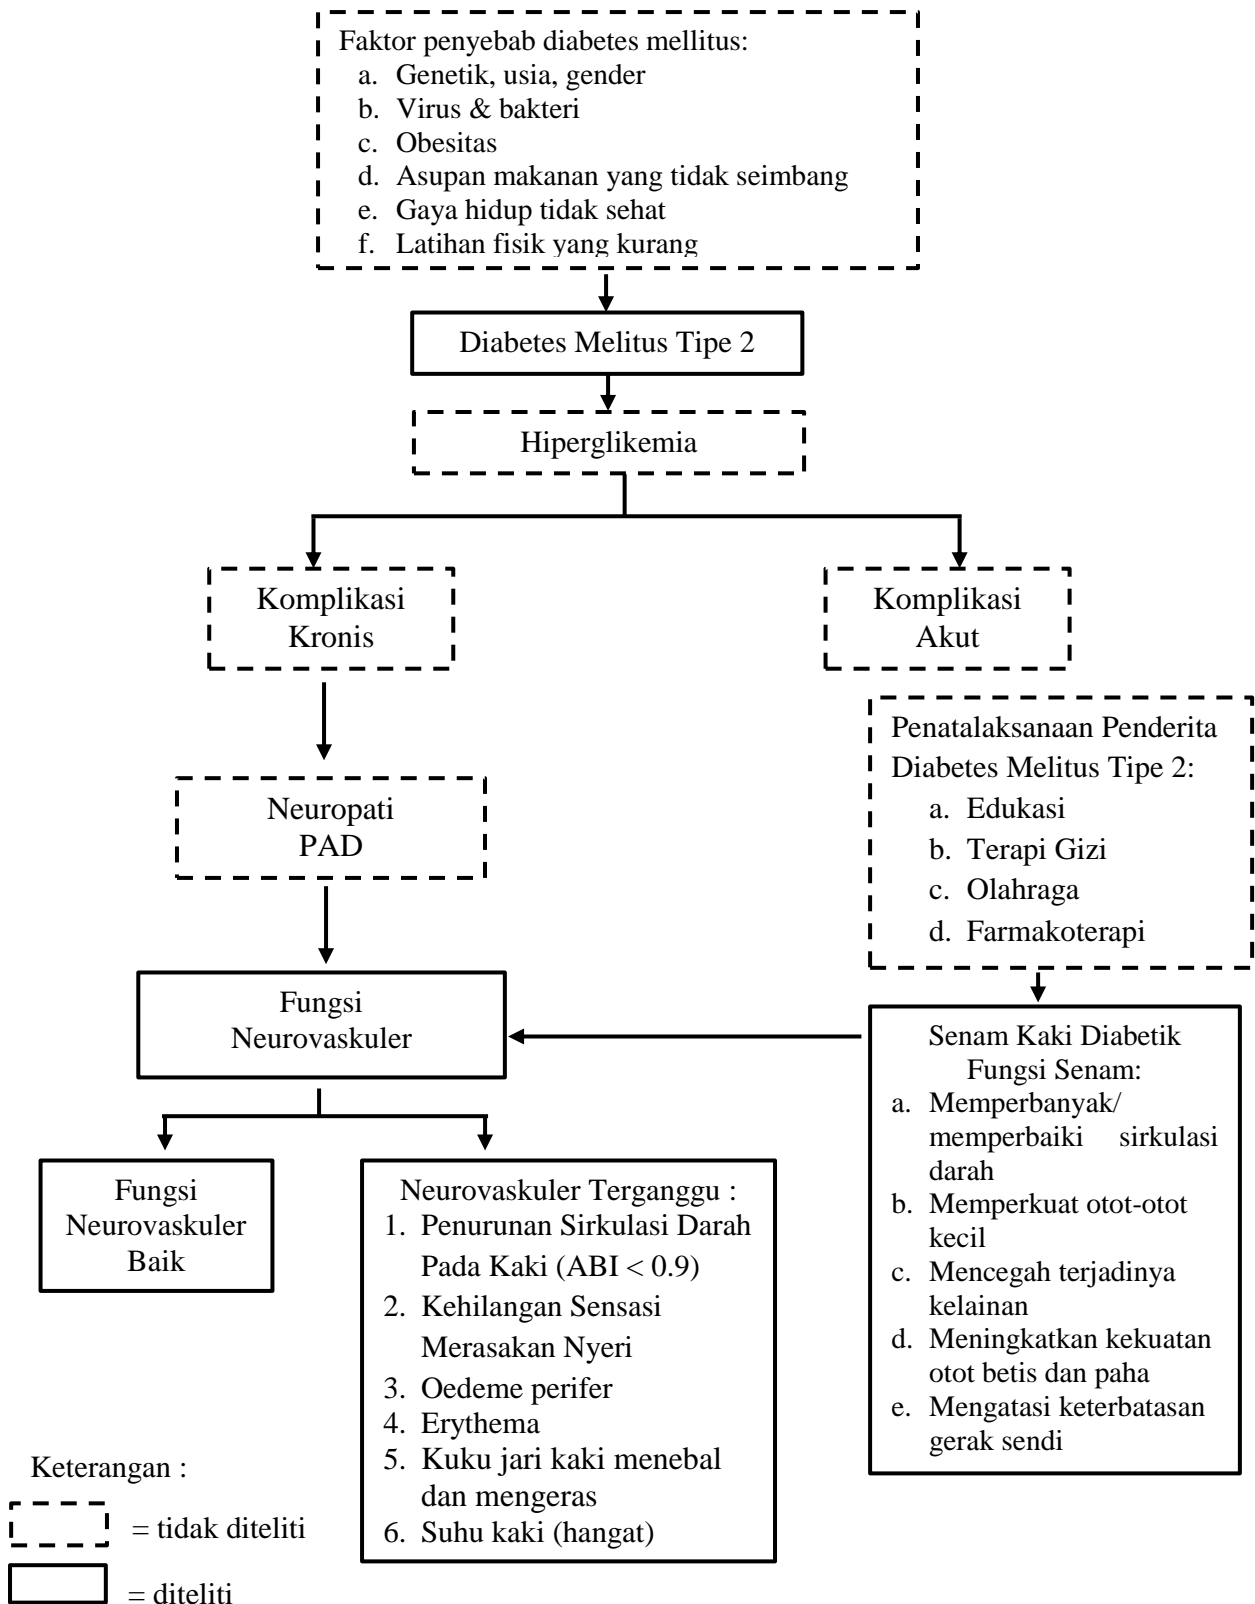 Faktor penyebab diabetes mellitus:
a. Genetik, usia, gender
b. Virus & bakteri
c. Obesitas
d. Asupan makanan yang tidak seimbang
e. Gaya hidup tidak sehat
f. Latihan fisik yang kurang
Diabetes Melitus Tipe 2
Hiperglikemia
Komplikasi
Kronis
Komplikasi
Akut
Neuropati
PAD
Penatalaksanaan Penderita
Diabetes Melitus Tipe 2:
a. Edukasi
b. Terapi Gizi
c. Olahraga
d. Farmakoterapi
Fungsi
Neurovaskuler
Senam Kaki Diabetik
Fungsi Senam:
a. Memperbanyak/
memperbaiki sirkulasi
darah
b. Memperkuat otot-otot
kecil
c. Mencegah terjadinya
kelainan
d. Meningkatkan kekuatan
otot betis dan paha
e. Mengatasi keterbatasan
gerak sendi
Fungsi
Neurovaskuler
Baik
Neurovaskuler Terganggu :
1. Penurunan Sirkulasi Darah
Pada Kaki (ABI < 0.9)
2. Kehilangan Sensasi
Merasakan Nyeri
3. Oedeme perifer
4. Erythema
5. Kuku jari kaki menebal
dan mengeras
6. Suhu kaki (hangat)
Keterangan :
= tidak diteliti
= diteliti